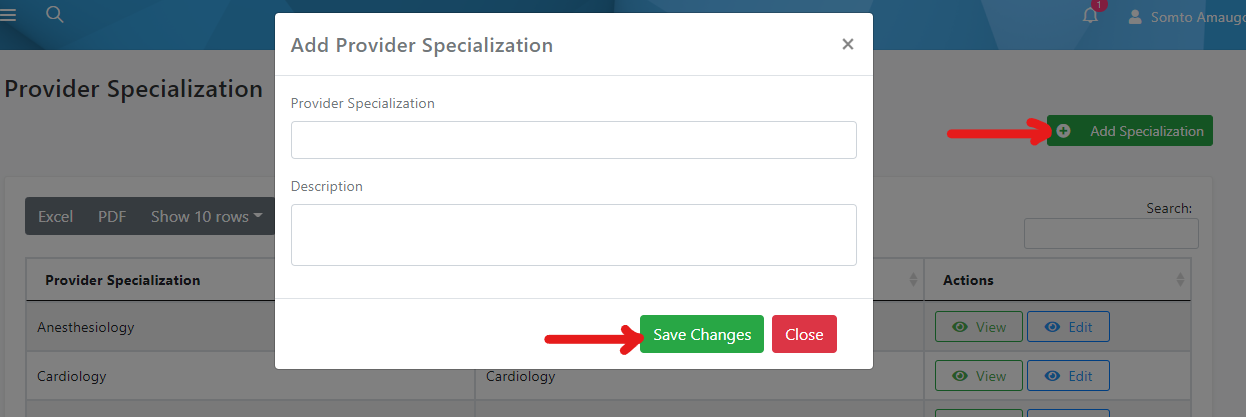 1
Somto Amaugo
Add Provider Specialization
×
Provider Specialization
Provider Specialization
Add Specialization
Description
Excel PDF Show 10 rows
Search:
Provider Specialization Actions
Anesthesiology View Edit
Cardiology Cardiology View Edit
Save Changes Close